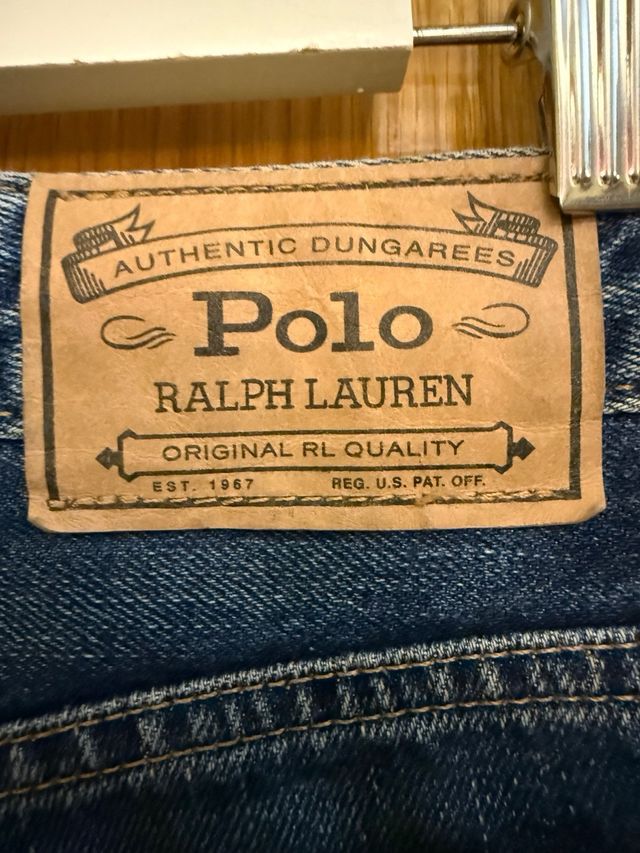 AUTHENTIC DUNGAREES
Polo
RALPH LAUREN
ORIGINAL RL QUALITY
EST. 1967 REG. U.S. PAT. OFF.